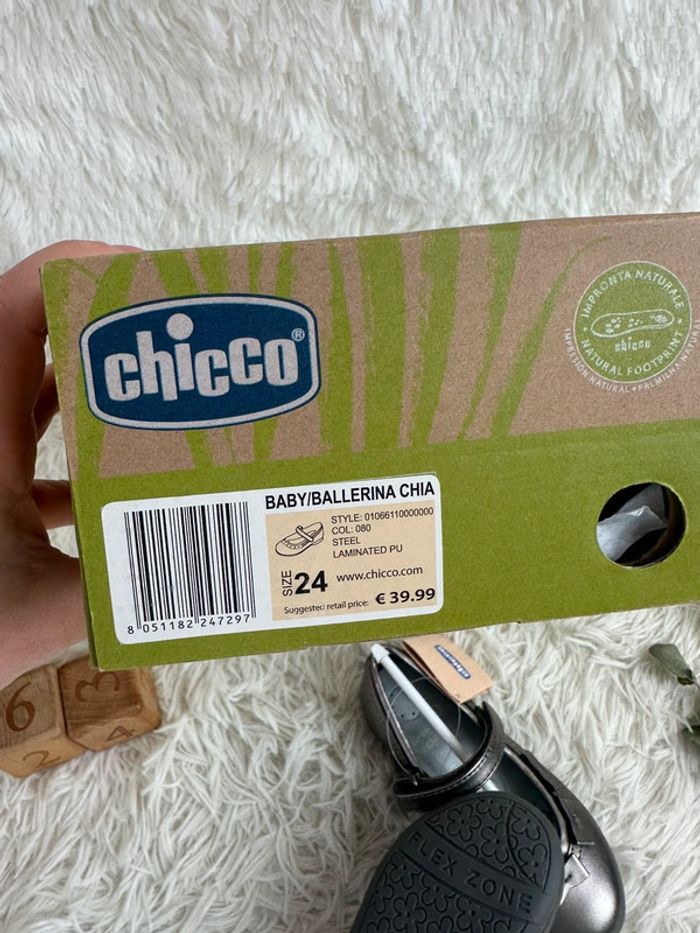 chicco®
IMPRONTA NATURALE
chicco
NATURAL FOOTPRINT
BABY/BALLERINA CHIA
STYLE: 01066110000000
COL: 080
STEEL
LAMINATED PU
SIZE 24 www.chicco.com
Suggested retail price: € 39.99
8 051182 247297
6
2
3
4
FLEX ZONE